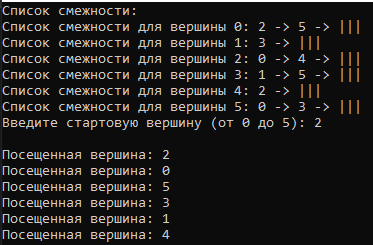 Список смежности:
Список смежности для вершины 0: 2 -> 5 -> |||
Список смежности для вершины 1: 3 -> |||
Список смежности для вершины 2: 0 -> 4 -> |||
Список смежности для вершины 3: 1 -> 5 -> |||
Список смежности для вершины 4: 2 -> |||
Список смежности для вершины 5: 0 -> 3 -> |||
Введите стартовую вершину (от 0 до 5): 2
Посещенная вершина: 2
Посещенная вершина: 0
Посещенная вершина: 5
Посещенная вершина: 3
Посещенная вершина: 1
Посещенная вершина: 4